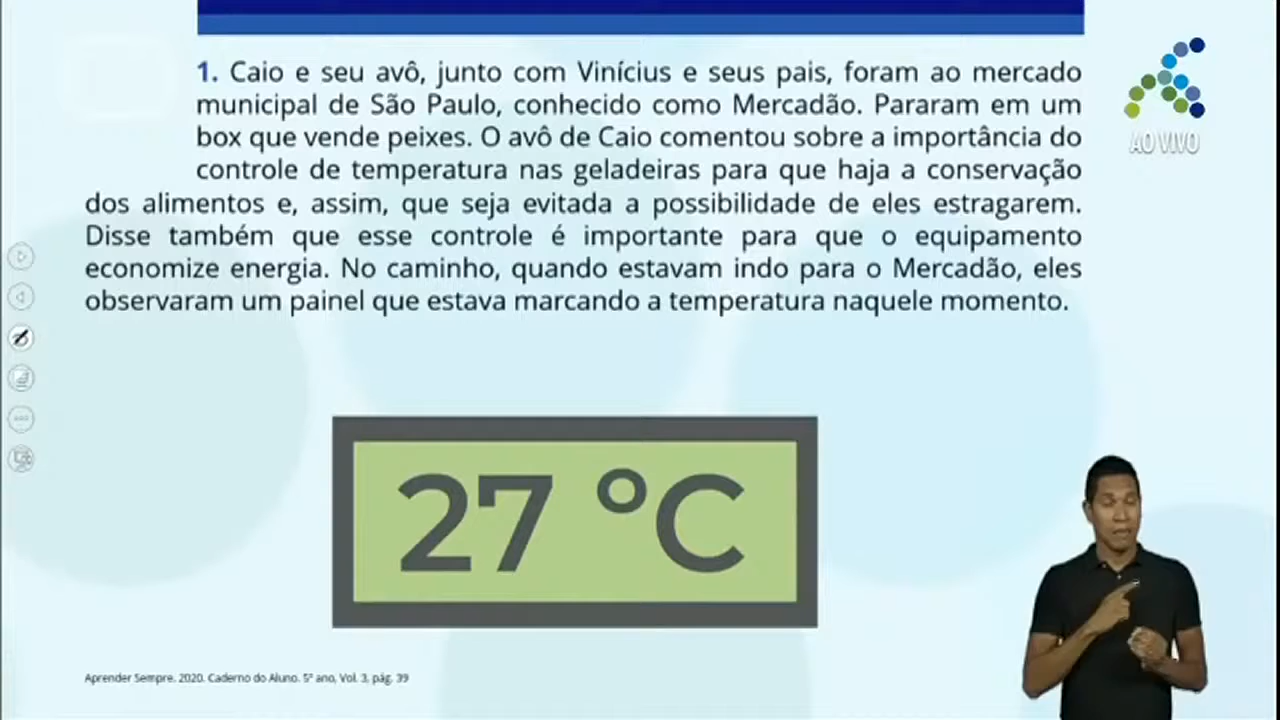 1. Caio e seu avô, junto com Vinícius e seus pais, foram ao mercado
municipal de São Paulo, conhecido como Mercadão. Pararam em um
box que vende peixes. O avô de Caio comentou sobre a importância do
controle de temperatura nas geladeiras para que haja a conservação
dos alimentos e, assim, que seja evitada a possibilidade de eles estragarem.
Disse também que esse controle é importante para que o equipamento
economize energia. No caminho, quando estavam indo para o Mercadão, eles
observaram um painel que estava marcando a temperatura naquele momento.
AO VIVO
27 °C
Aprender Sempre. 2020. Caderno do Aluno. 5º ano, Vol. 3, pág. 39